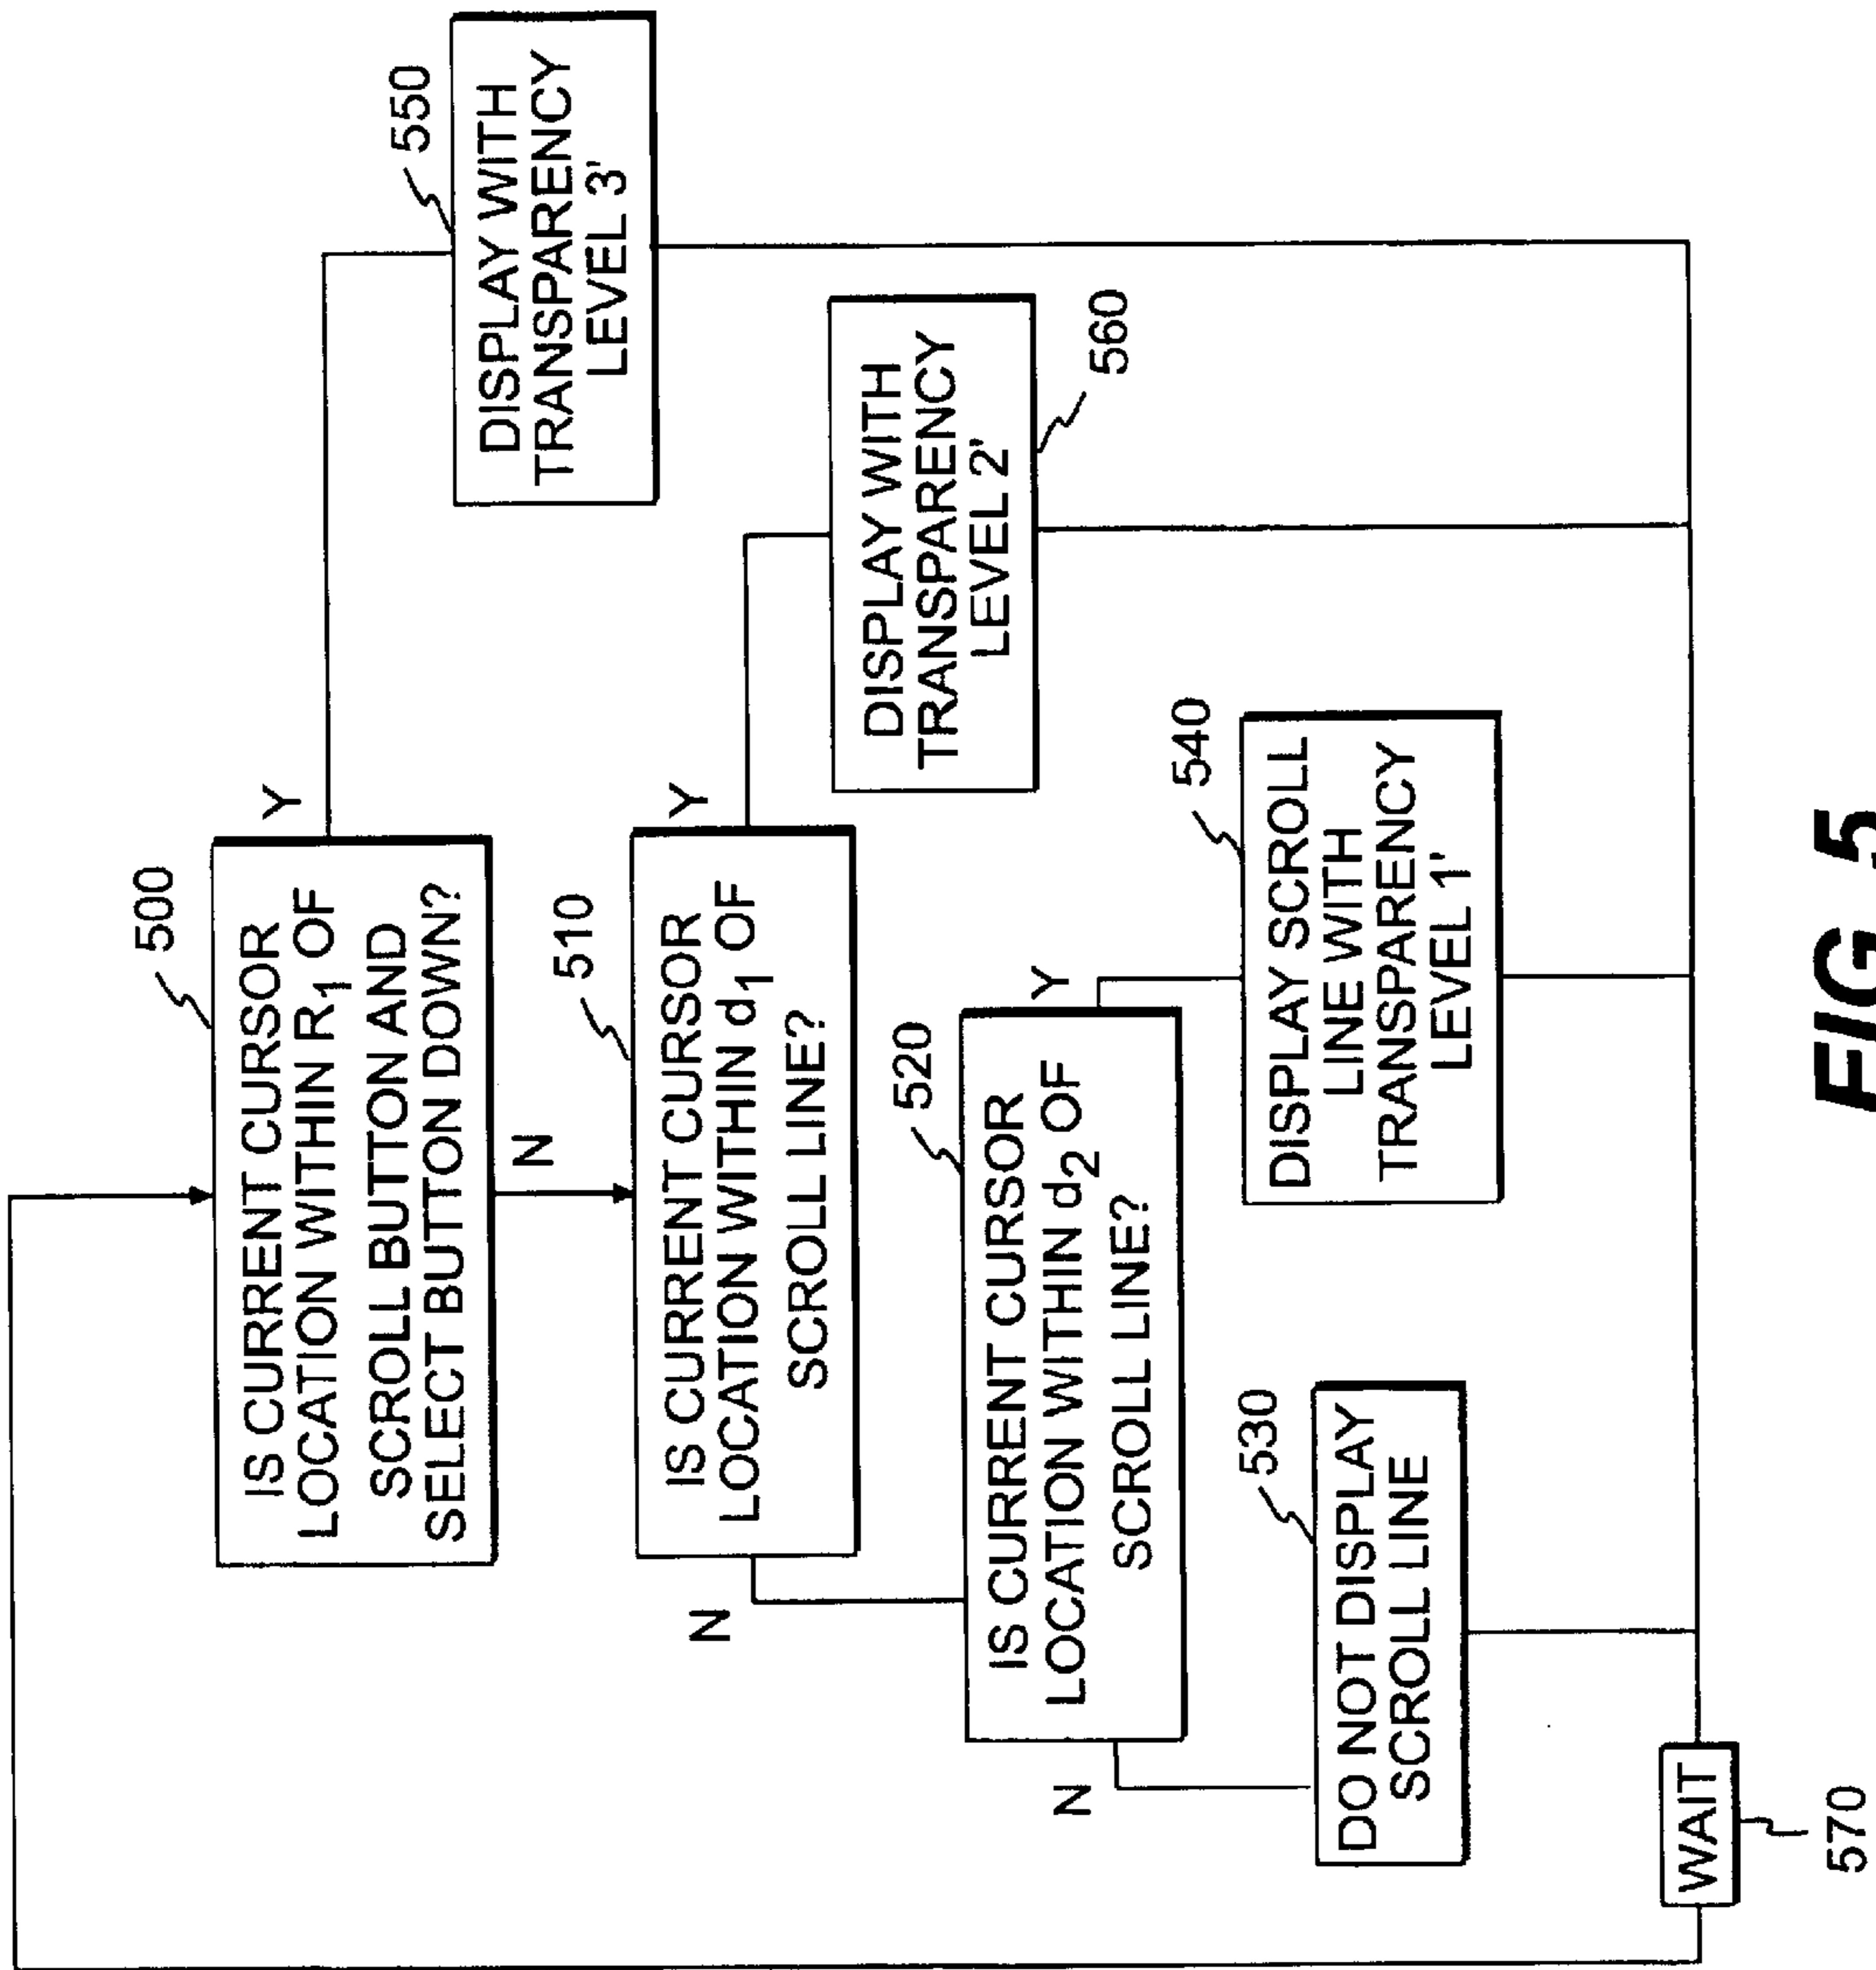 500
IS CURRENT CURSOR
LOCATION WITHIN R₁ OF
SCROLL BUTTON AND
SELECT BUTTON DOWN?
Y
N
550
DISPLAY WITH
TRANSPARENCY
LEVEL 3'
510
IS CURRENT CURSOR
LOCATION WITHIN d₁ OF
SCROLL LINE?
Y
N
DISPLAY WITH
TRANSPARENCY
LEVEL 2'
560
520
IS CURRENT CURSOR
LOCATION WITHIN d₂ OF
SCROLL LINE?
Y
N
540
DISPLAY SCROLL
LINE WITH
TRANSPARENCY
LEVEL 1'
530
DO NOT DISPLAY
SCROLL LINE
WAIT
570
FIG. 5